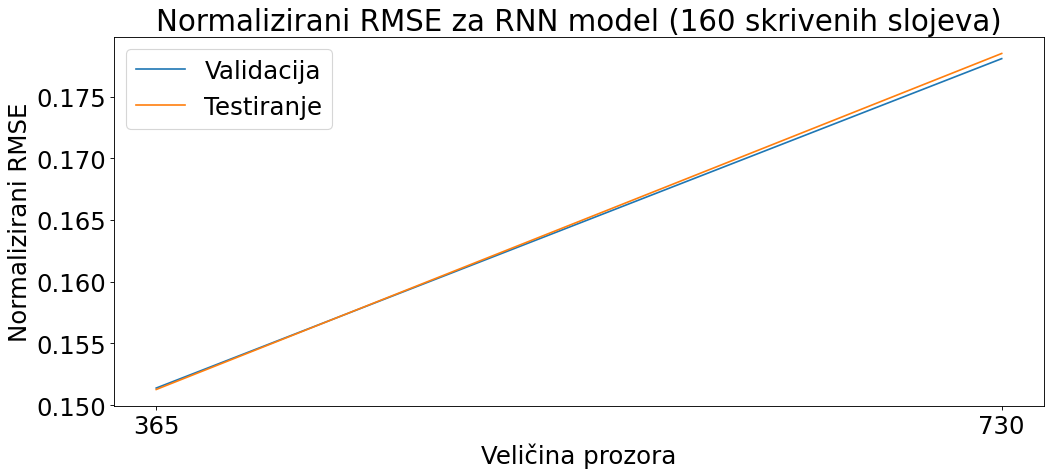 Normalizirani RMSE za RNN model (160 skrivenih slojeva)
Validacija
Testiranje
Normalizirani RMSE
0.175
0.170
0.165
0.160
0.155
0.150
365
730
Veličina prozora